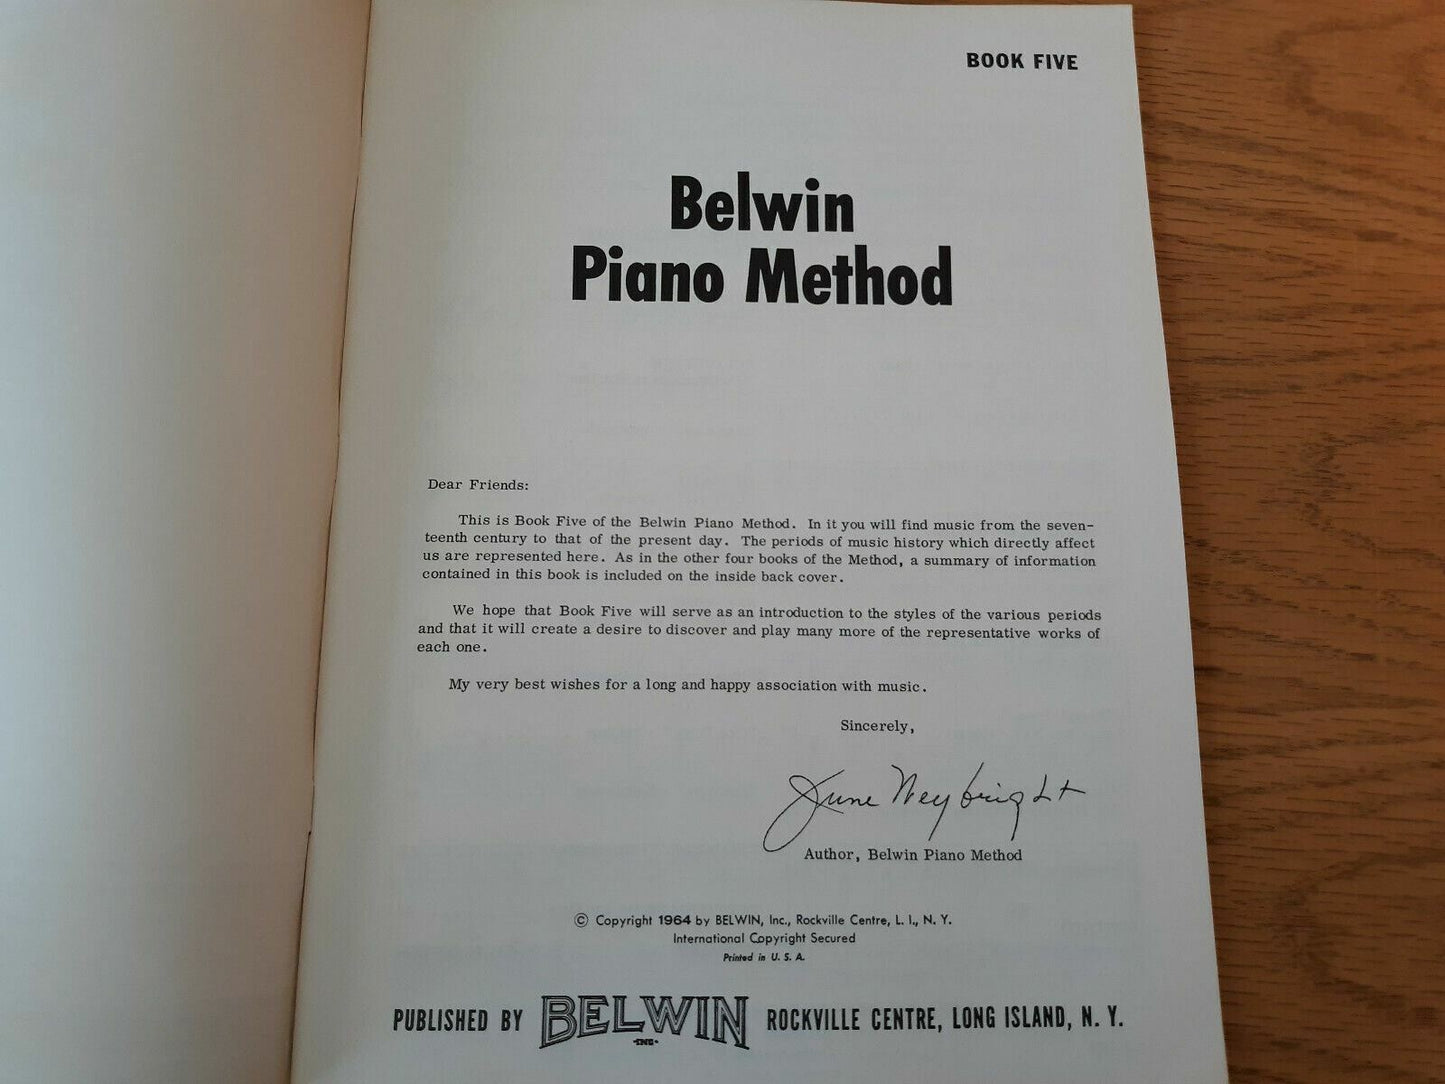 BOOK FIVE
Belwin
Piano Method
Dear Friends:
This is Book Five of the Belwin Piano Method. In it you will find music from the seven-
teenth century to that of the present day. The periods of music history which directly affect
us are represented here. As in the other four books of the Method, a summary of information
contained in this book is included on the inside back cover.
We hope that Book Five will serve as an introduction to the styles of the various periods
and that it will create a desire to discover and play many more of the representative works of
each one.
My very best wishes for a long and happy association with music.
Sincerely,
June Weybright
Author, Belwin Piano Method
© Copyright 1964 by BELWIN, Inc., Rockville Centre, L. I., N. Y.
International Copyright Secured
Printed in U. S. A.
PUBLISHED BY BELWIN INC. ROCKVILLE CENTRE, LONG ISLAND, N. Y.